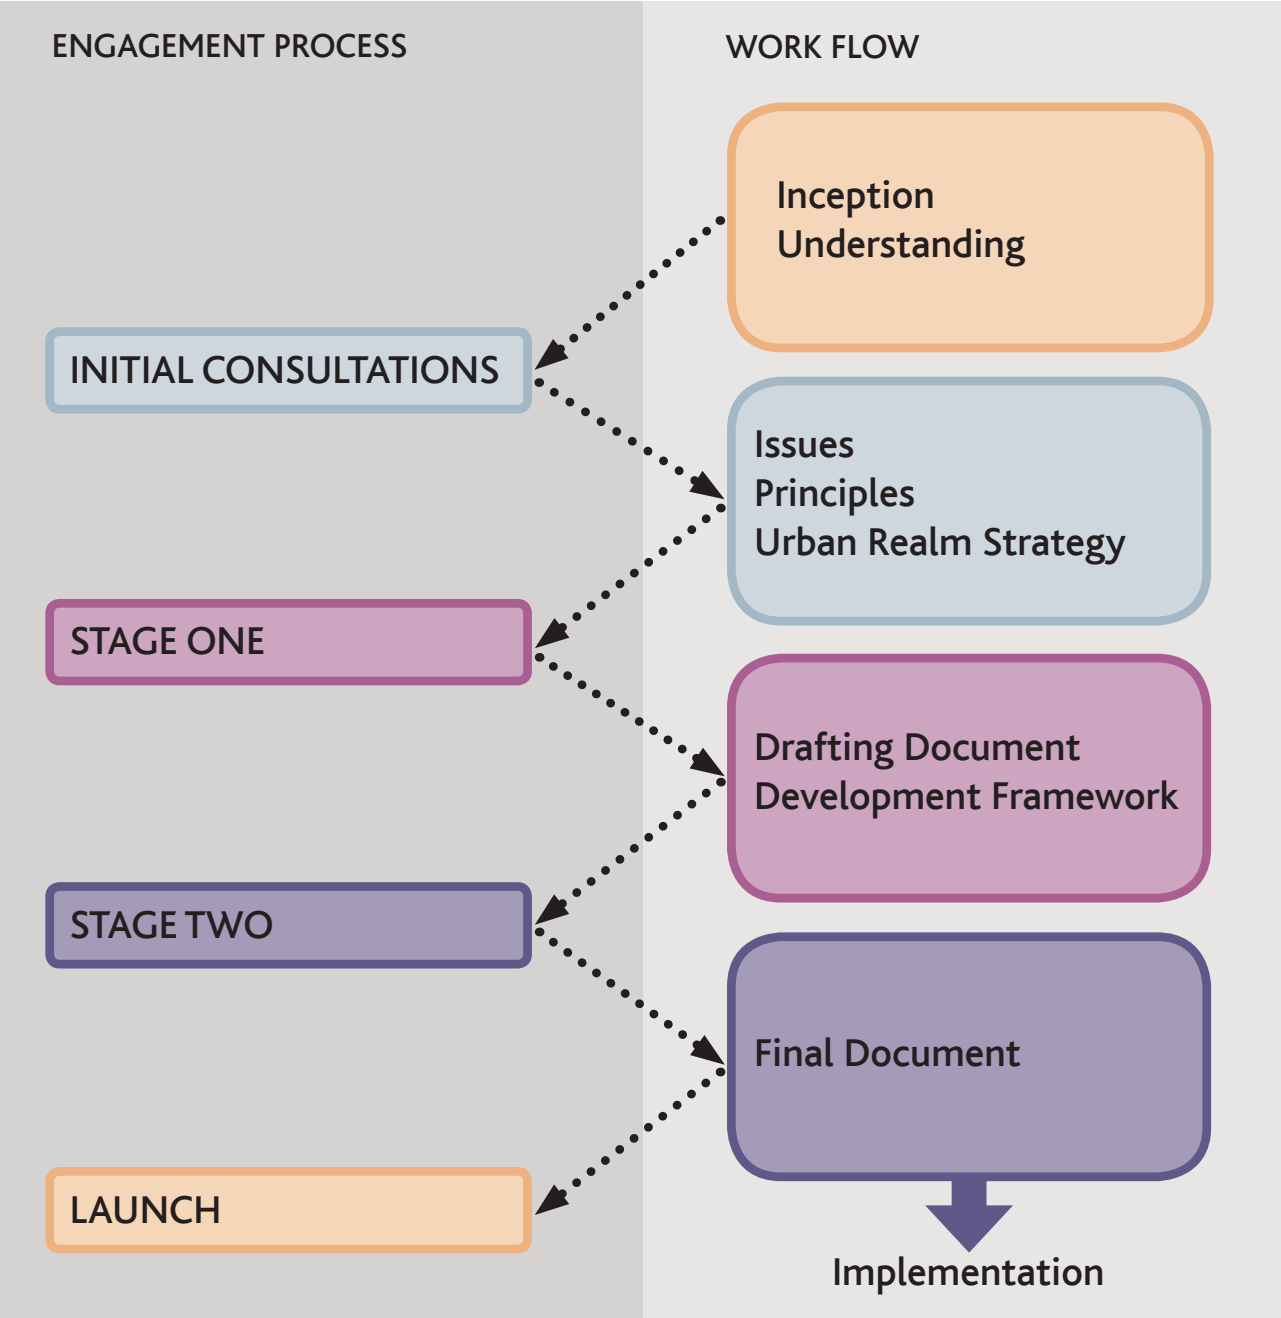 ENGAGEMENT PROCESS
WORK FLOW
Inception
Understanding
INITIAL CONSULTATIONS
Issues
Principles
Urban Realm Strategy
STAGE ONE
Drafting Document
Development Framework
STAGE TWO
Final Document
LAUNCH
Implementation